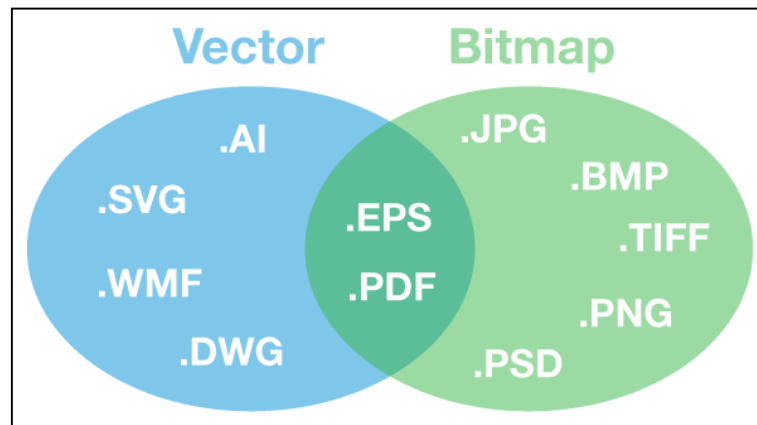 Vector
Bitmap
.AI
.SVG
.WMF
.DWG
.EPS
.PDF
.JPG
.BMP
.TIFF
.PNG
.PSD